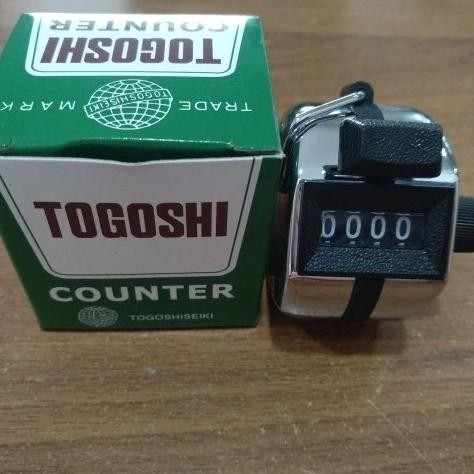 TOGOSHI
COUNTER
TRADE MARK
TOGOSHISEIKI
TOGOSHI
COUNTER
TOGOSHISEIKI
0000